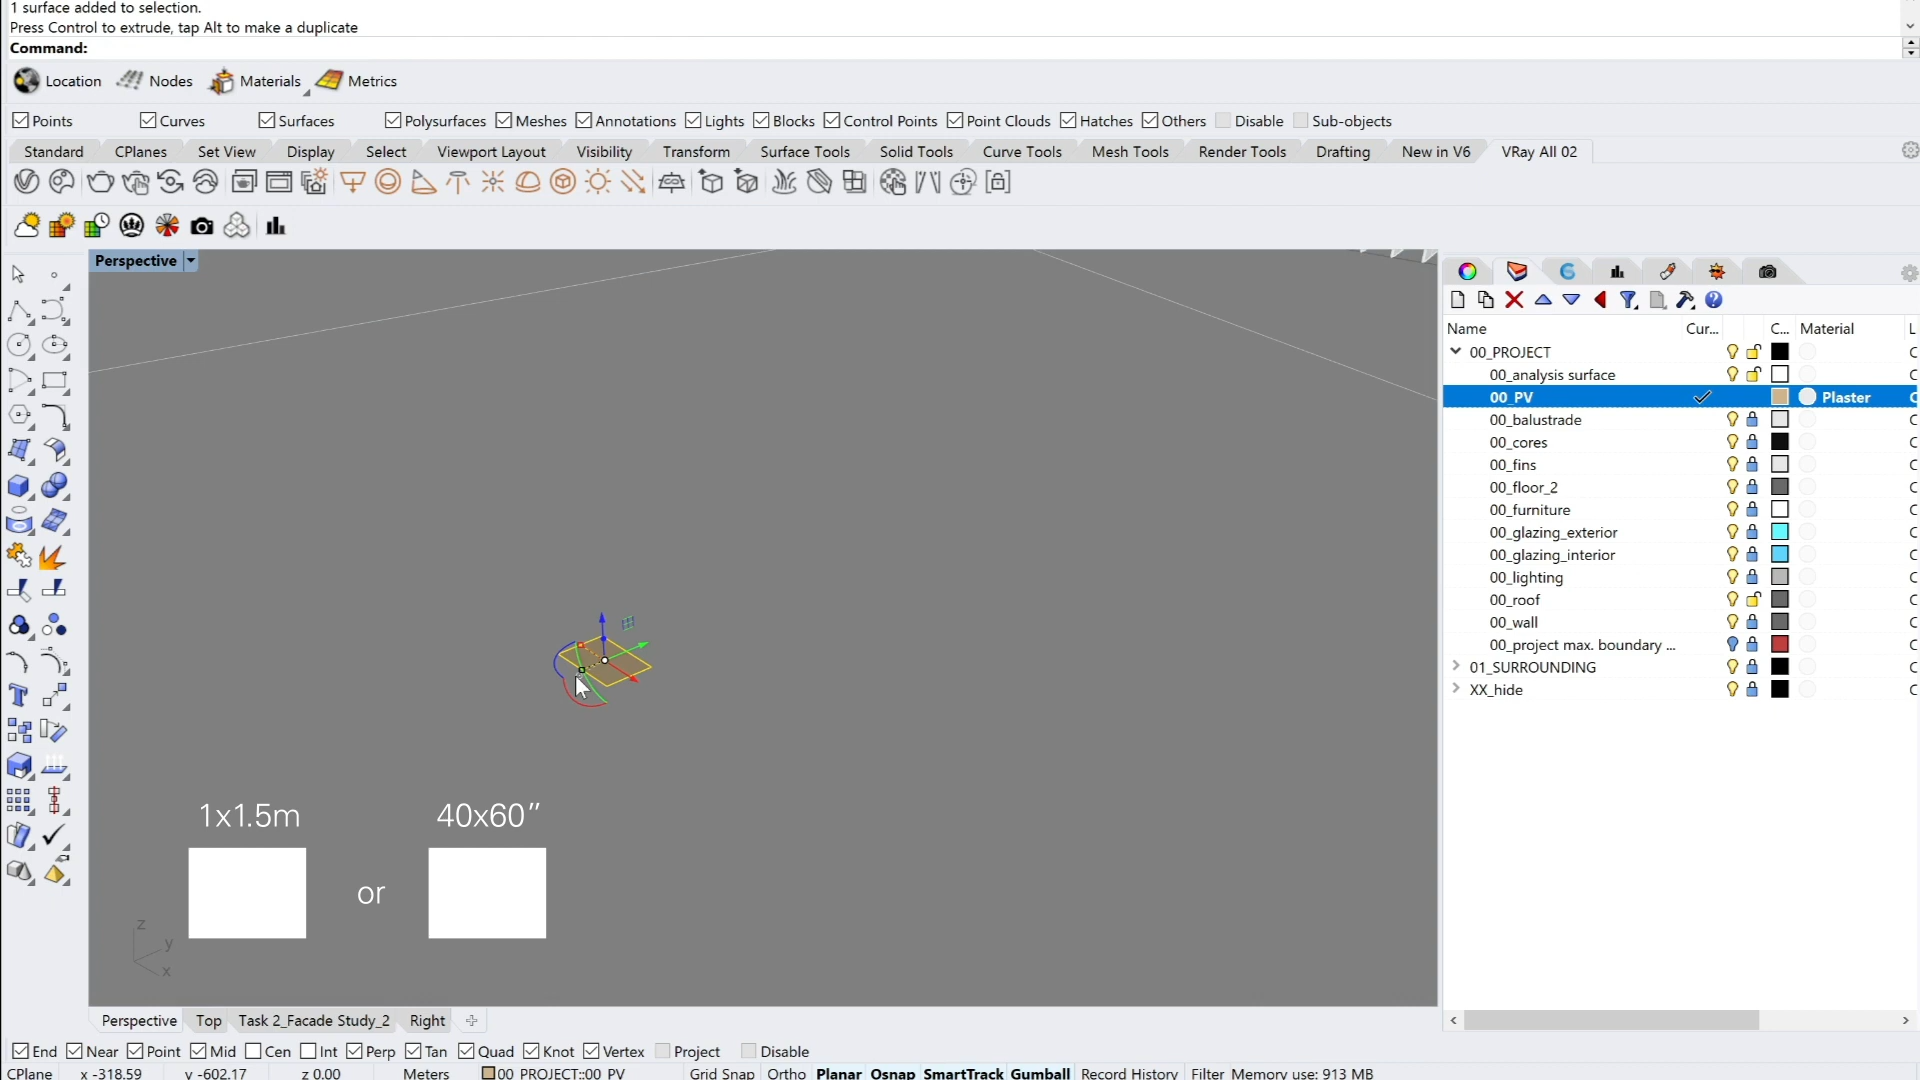 1 surface added to selection.
Press Control to extrude, tap Alt to make a duplicate
Command:
Location Nodes Materials Metrics
Points Curves Surfaces Polysurfaces Meshes Annotations Lights Blocks Control Points Point Clouds Hatches Others Disable Sub-objects
Standard CPlanes Set View Display Select Viewport Layout Visibility Transform Surface Tools Solid Tools Curve Tools Mesh Tools Render Tools Drafting New in V6 VRay All 02
Perspective
Name Cur... C... Material L
00_PROJECT C
00_analysis surface C
00_PV Plaster C
00_balustrade C
00_cores C
00_fins C
00_floor_2 C
00_furniture C
00_glazing_exterior C
00_glazing_interior C
00_lighting C
00_roof C
00_wall C
00_project max. boundary ... C
01_SURROUNDING C
XX_hide C
1x1.5m 40x60”
or
z
y
x
Perspective Top Task 2_Facade Study_2 Right
End Near Point Mid Cen Int Perp Tan Quad Knot Vertex Project Disable
CPlane x -318.59 y -602.17 z 0.00 Meters 00_PROJECT::00_PV Grid Snap Ortho Planar Osnap SmartTrack Gumball Record History Filter Memory use: 913 MB